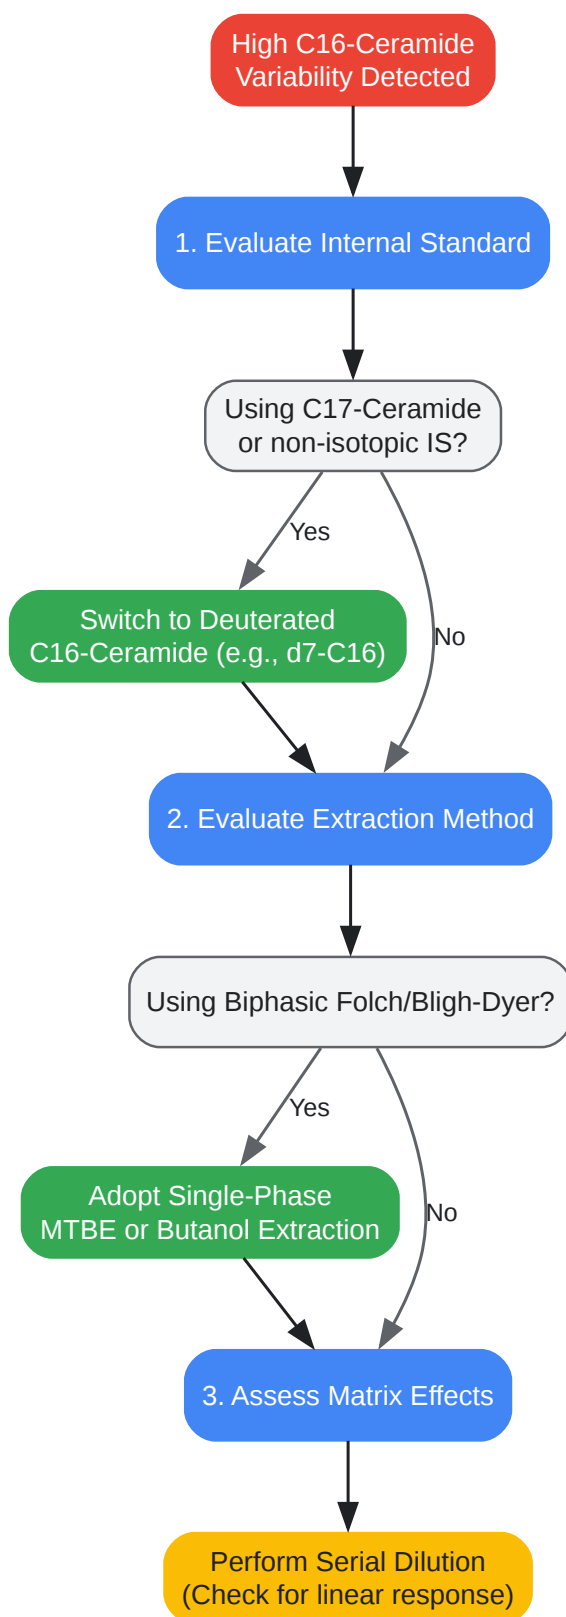 High C16-Ceramide
Variability Detected
1. Evaluate Internal Standard
Using C17-Ceramide
or non-isotopic IS?
Yes
Switch to Deuterated
C16-Ceramide (e.g., d7-C16)
No
2. Evaluate Extraction Method
Using Biphasic Folch/Bligh-Dyer?
Yes
Adopt Single-Phase
MTBE or Butanol Extraction
No
3. Assess Matrix Effects
Perform Serial Dilution
(Check for linear response)